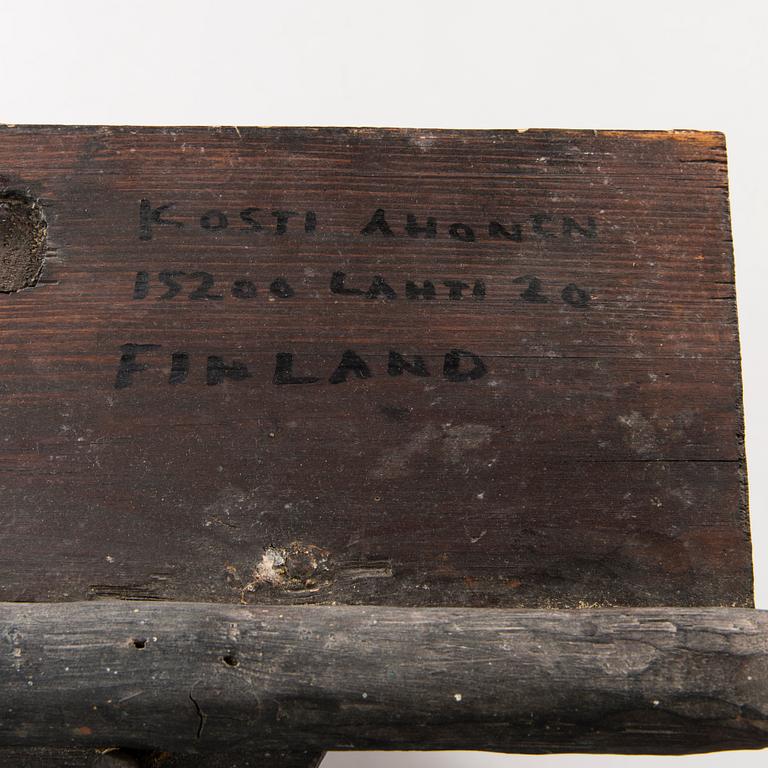 KOSTI AHONEN
15200 LAHTI 20
FINLAND